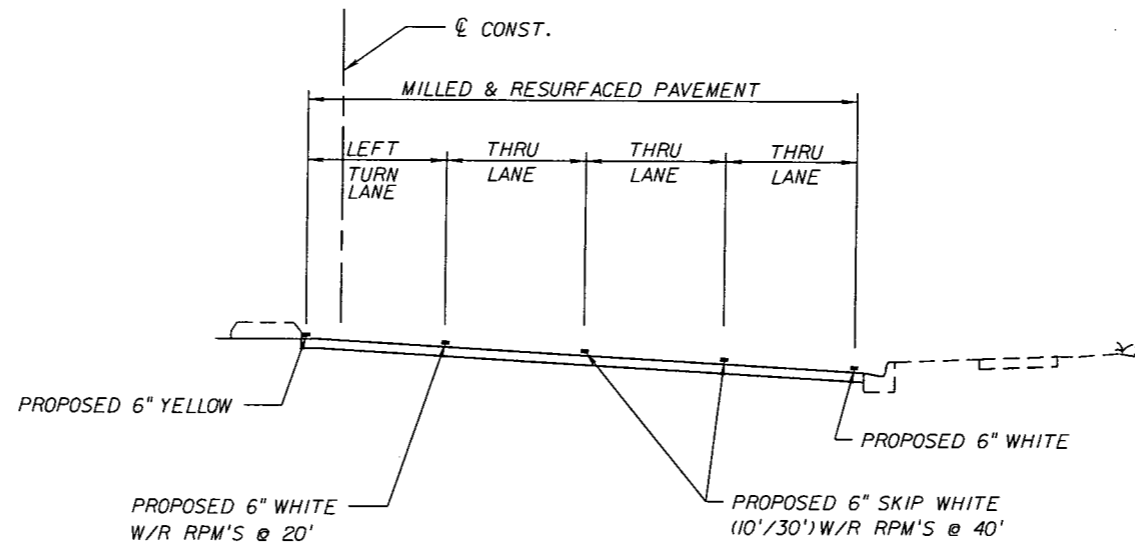 ℄ CONST.
MILLED & RESURFACED PAVEMENT
LEFT
TURN
LANE
THRU
LANE
THRU
LANE
THRU
LANE
PROPOSED 6" YELLOW
PROPOSED 6" WHITE
PROPOSED 6" WHITE
W/R RPM'S @ 20'
PROPOSED 6" SKIP WHITE
(10'/30') W/R RPM'S @ 40'